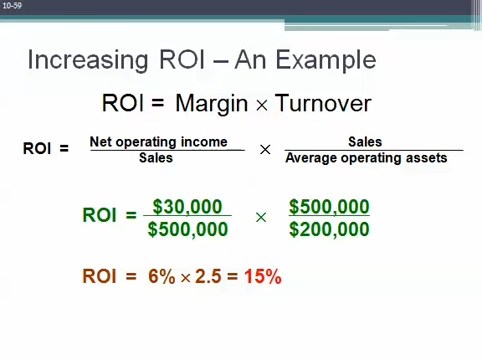 10-59
Increasing ROI – An Example
ROI = Margin × Turnover
ROI = Net operating income / Sales × Sales / Average operating assets
ROI = $30,000 / $500,000 × $500,000 / $200,000
ROI = 6% × 2.5 = 15%